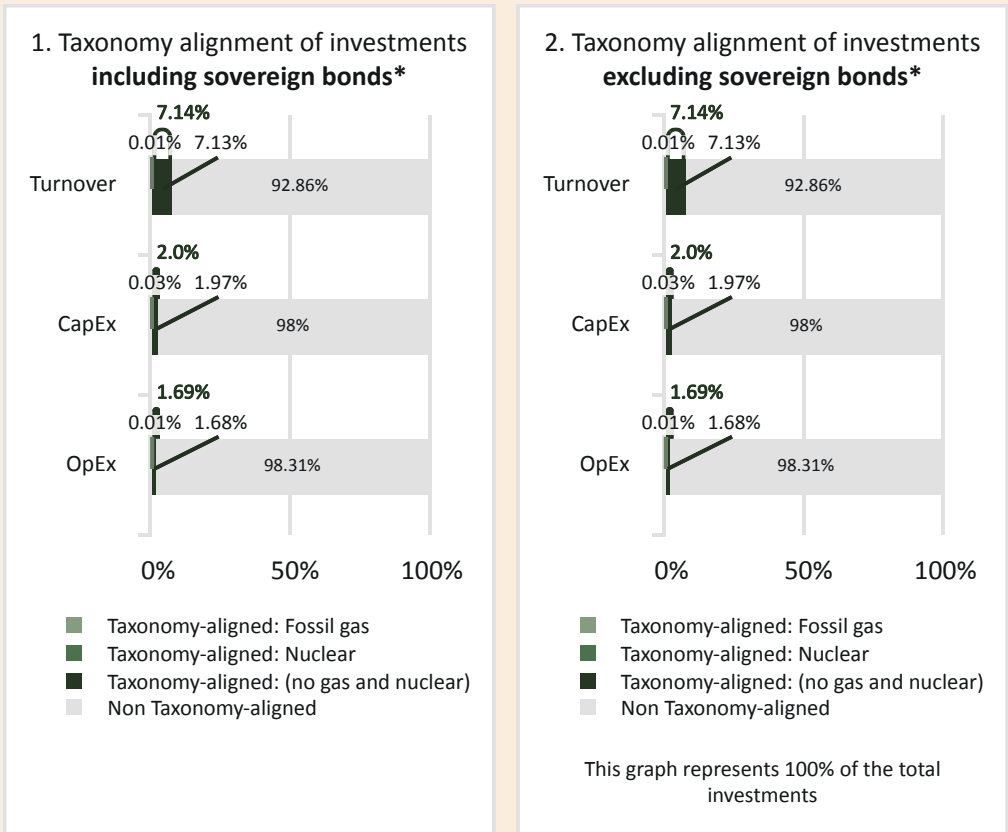 1. Taxonomy alignment of investments
including sovereign bonds*
7.14%
0.01% 7.13%
Turnover
92.86%
2.0%
0.03% 1.97%
CapEx
98%
1.69%
0.01% 1.68%
OpEx
98.31%
0% 50% 100%
Taxonomy-aligned: Fossil gas
Taxonomy-aligned: Nuclear
Taxonomy-aligned: (no gas and nuclear)
Non Taxonomy-aligned
2. Taxonomy alignment of investments
excluding sovereign bonds*
7.14%
0.01% 7.13%
Turnover
92.86%
2.0%
0.03% 1.97%
CapEx
98%
1.69%
0.01% 1.68%
OpEx
98.31%
0% 50% 100%
Taxonomy-aligned: Fossil gas
Taxonomy-aligned: Nuclear
Taxonomy-aligned: (no gas and nuclear)
Non Taxonomy-aligned
This graph represents 100% of the total
investments